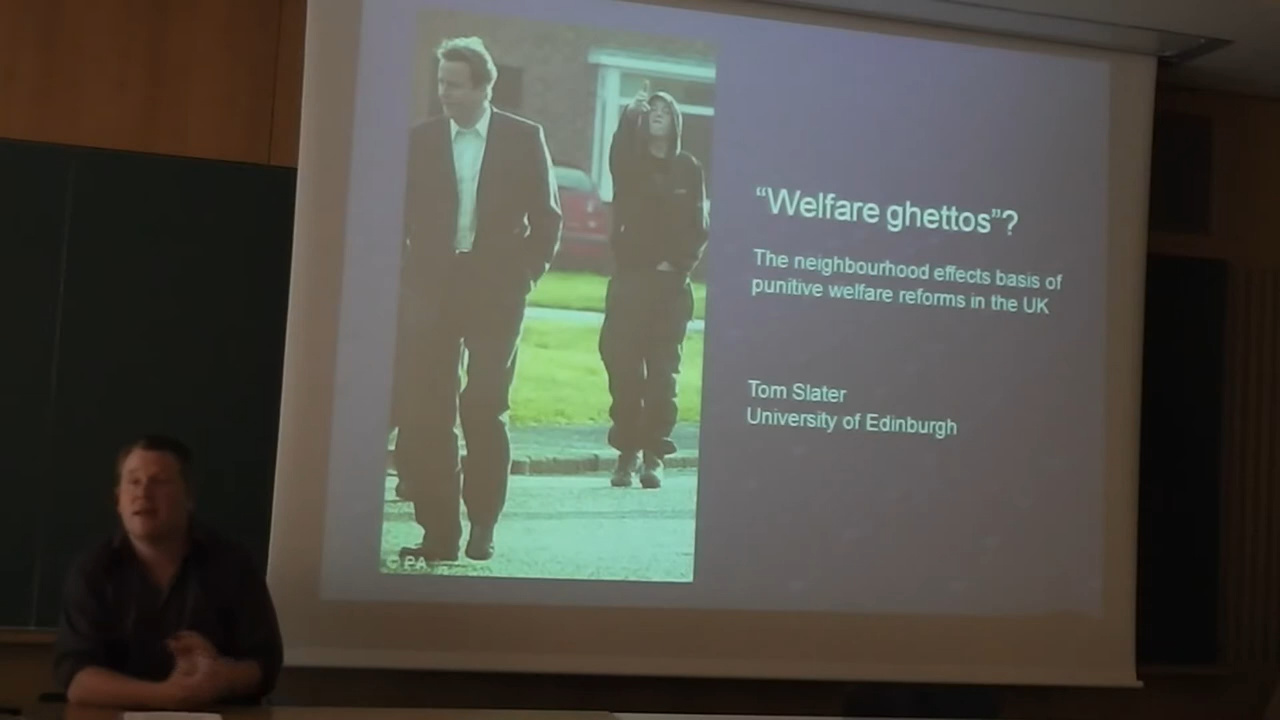 “Welfare ghettos”?
The neighbourhood effects basis of
punitive welfare reforms in the UK
Tom Slater
University of Edinburgh
© PA